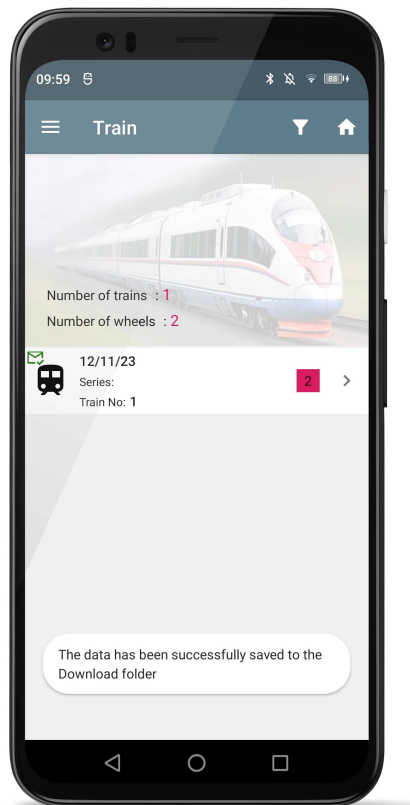 09:59
88
Train
Number of trains : 1
Number of wheels : 2
12/11/23
Series:
2
Train No: 1
The data has been successfully saved to the
Download folder